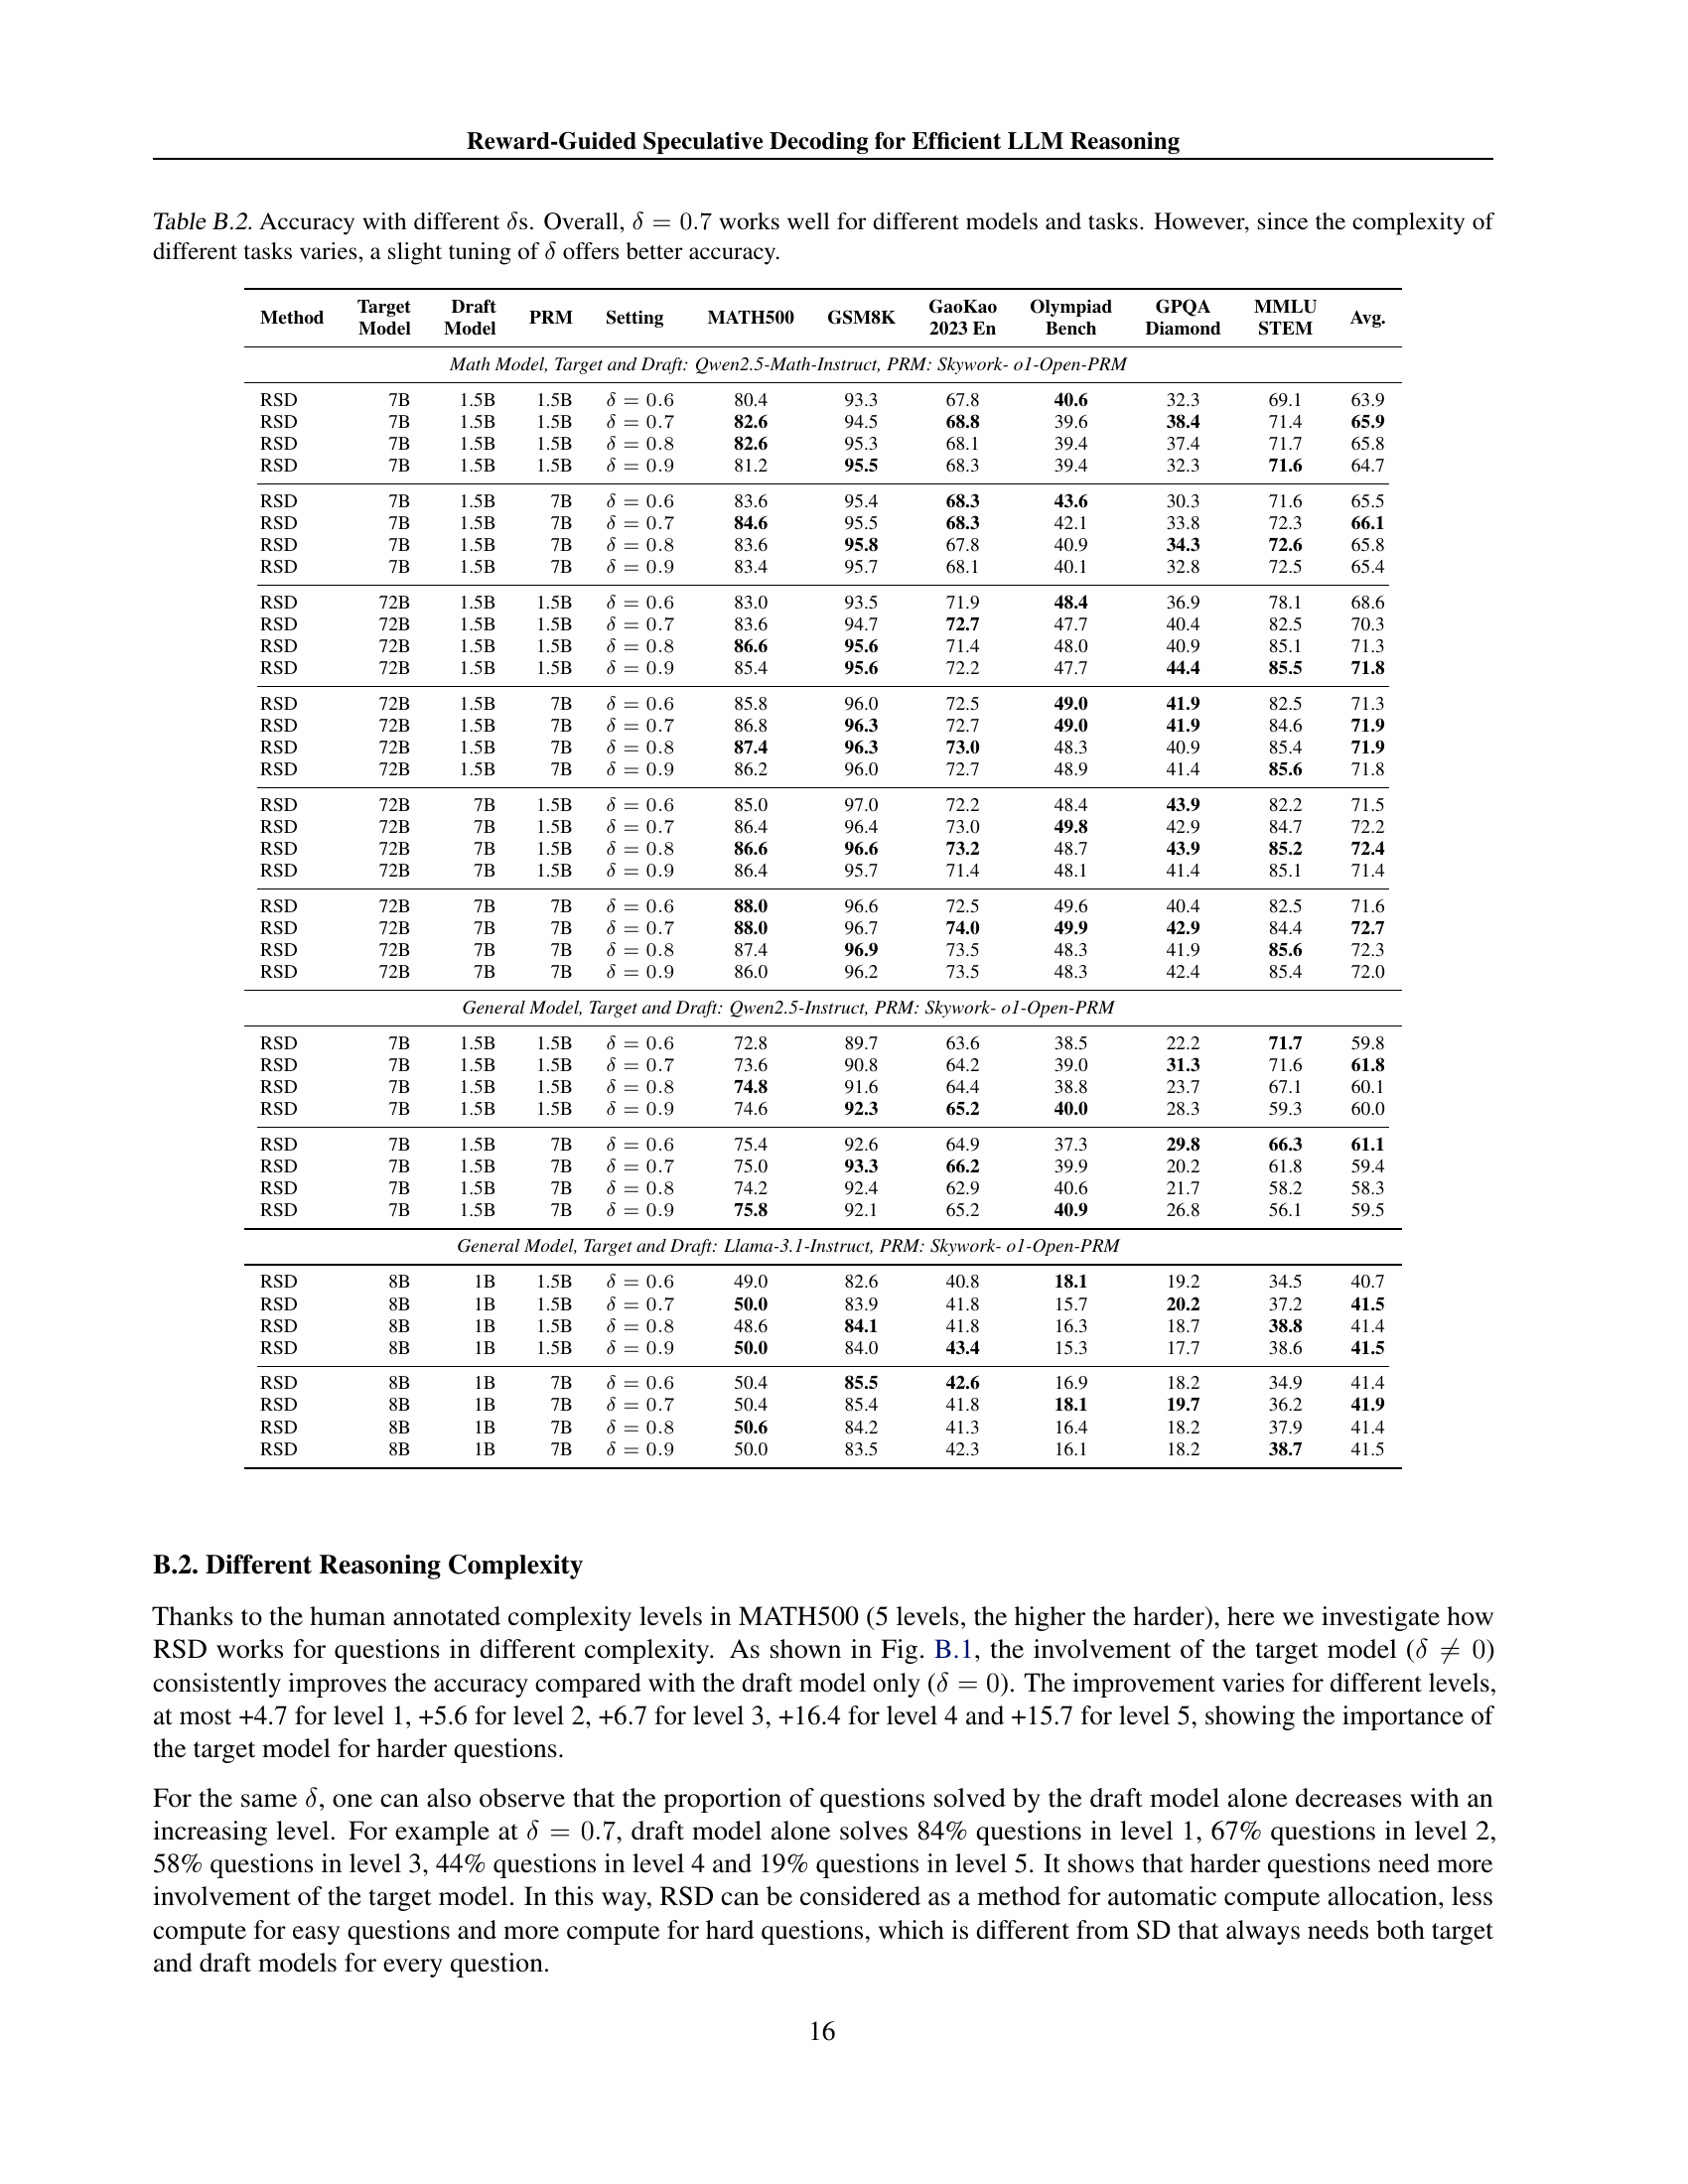 Reward-Guided Speculative Decoding for Efficient LLM Reasoning
Table B.2. Accuracy with different δs. Overall, δ = 0.7 works well for different models and tasks. However, since the complexity of
different tasks varies, a slight tuning of δ offers better accuracy.
Method Target Model Draft Model PRM Setting MATH500 GSM8K GaoKao 2023 En Olympiad Bench GPQA Diamond MMLU STEM Avg.
Math Model, Target and Draft: Qwen2.5-Math-Instruct, PRM: Skywork- o1-Open-PRM
RSD 7B 1.5B 1.5B δ = 0.6 80.4 93.3 67.8 40.6 32.3 69.1 63.9
RSD 7B 1.5B 1.5B δ = 0.7 82.6 94.5 68.8 39.6 38.4 71.4 65.9
RSD 7B 1.5B 1.5B δ = 0.8 82.6 95.3 68.1 39.4 37.4 71.7 65.8
RSD 7B 1.5B 1.5B δ = 0.9 81.2 95.5 68.3 39.4 32.3 71.6 64.7
RSD 7B 1.5B 7B δ = 0.6 83.6 95.4 68.3 43.6 30.3 71.6 65.5
RSD 7B 1.5B 7B δ = 0.7 84.6 95.5 68.3 42.1 33.8 72.3 66.1
RSD 7B 1.5B 7B δ = 0.8 83.6 95.8 67.8 40.9 34.3 72.6 65.8
RSD 7B 1.5B 7B δ = 0.9 83.4 95.7 68.1 40.1 32.8 72.5 65.4
RSD 72B 1.5B 1.5B δ = 0.6 83.0 93.5 71.9 48.4 36.9 78.1 68.6
RSD 72B 1.5B 1.5B δ = 0.7 83.6 94.7 72.7 47.7 40.4 82.5 70.3
RSD 72B 1.5B 1.5B δ = 0.8 86.6 95.6 71.4 48.0 40.9 85.1 71.3
RSD 72B 1.5B 1.5B δ = 0.9 85.4 95.6 72.2 47.7 44.4 85.5 71.8
RSD 72B 1.5B 7B δ = 0.6 85.8 96.0 72.5 49.0 41.9 82.5 71.3
RSD 72B 1.5B 7B δ = 0.7 86.8 96.3 72.7 49.0 41.9 84.6 71.9
RSD 72B 1.5B 7B δ = 0.8 87.4 96.3 73.0 48.3 40.9 85.4 71.9
RSD 72B 1.5B 7B δ = 0.9 86.2 96.0 72.7 48.9 41.4 85.6 71.8
RSD 72B 7B 1.5B δ = 0.6 85.0 97.0 72.2 48.4 43.9 82.2 71.5
RSD 72B 7B 1.5B δ = 0.7 86.4 96.4 73.0 49.8 42.9 84.7 72.2
RSD 72B 7B 1.5B δ = 0.8 86.6 96.6 73.2 48.7 43.9 85.2 72.4
RSD 72B 7B 1.5B δ = 0.9 86.4 95.7 71.4 48.1 41.4 85.1 71.4
RSD 72B 7B 7B δ = 0.6 88.0 96.6 72.5 49.6 40.4 82.5 71.6
RSD 72B 7B 7B δ = 0.7 88.0 96.7 74.0 49.9 42.9 84.4 72.7
RSD 72B 7B 7B δ = 0.8 87.4 96.9 73.5 48.3 41.9 85.6 72.3
RSD 72B 7B 7B δ = 0.9 86.0 96.2 73.5 48.3 42.4 85.4 72.0
General Model, Target and Draft: Qwen2.5-Instruct, PRM: Skywork- o1-Open-PRM
RSD 7B 1.5B 1.5B δ = 0.6 72.8 89.7 63.6 38.5 22.2 71.7 59.8
RSD 7B 1.5B 1.5B δ = 0.7 73.6 90.8 64.2 39.0 31.3 71.6 61.8
RSD 7B 1.5B 1.5B δ = 0.8 74.8 91.6 64.4 38.8 23.7 67.1 60.1
RSD 7B 1.5B 1.5B δ = 0.9 74.6 92.3 65.2 40.0 28.3 59.3 60.0
RSD 7B 1.5B 7B δ = 0.6 75.4 92.6 64.9 37.3 29.8 66.3 61.1
RSD 7B 1.5B 7B δ = 0.7 75.0 93.3 66.2 39.9 20.2 61.8 59.4
RSD 7B 1.5B 7B δ = 0.8 74.2 92.4 62.9 40.6 21.7 58.2 58.3
RSD 7B 1.5B 7B δ = 0.9 75.8 92.1 65.2 40.9 26.8 56.1 59.5
General Model, Target and Draft: Llama-3.1-Instruct, PRM: Skywork- o1-Open-PRM
RSD 8B 1B 1.5B δ = 0.6 49.0 82.6 40.8 18.1 19.2 34.5 40.7
RSD 8B 1B 1.5B δ = 0.7 50.0 83.9 41.8 15.7 20.2 37.2 41.5
RSD 8B 1B 1.5B δ = 0.8 48.6 84.1 41.8 16.3 18.7 38.8 41.4
RSD 8B 1B 1.5B δ = 0.9 50.0 84.0 43.4 15.3 17.7 38.6 41.5
RSD 8B 1B 7B δ = 0.6 50.4 85.5 42.6 16.9 18.2 34.9 41.4
RSD 8B 1B 7B δ = 0.7 50.4 85.4 41.8 18.1 19.7 36.2 41.9
RSD 8B 1B 7B δ = 0.8 50.6 84.2 41.3 16.4 18.2 37.9 41.4
RSD 8B 1B 7B δ = 0.9 50.0 83.5 42.3 16.1 18.2 38.7 41.5
B.2. Different Reasoning Complexity
Thanks to the human annotated complexity levels in MATH500 (5 levels, the higher the harder), here we investigate how
RSD works for questions in different complexity. As shown in Fig. B.1, the involvement of the target model (δ ≠ 0)
consistently improves the accuracy compared with the draft model only (δ = 0). The improvement varies for different levels,
at most +4.7 for level 1, +5.6 for level 2, +6.7 for level 3, +16.4 for level 4 and +15.7 for level 5, showing the importance of
the target model for harder questions.
For the same δ, one can also observe that the proportion of questions solved by the draft model alone decreases with an
increasing level. For example at δ = 0.7, draft model alone solves 84% questions in level 1, 67% questions in level 2,
58% questions in level 3, 44% questions in level 4 and 19% questions in level 5. It shows that harder questions need more
involvement of the target model. In this way, RSD can be considered as a method for automatic compute allocation, less
compute for easy questions and more compute for hard questions, which is different from SD that always needs both target
and draft models for every question.
16